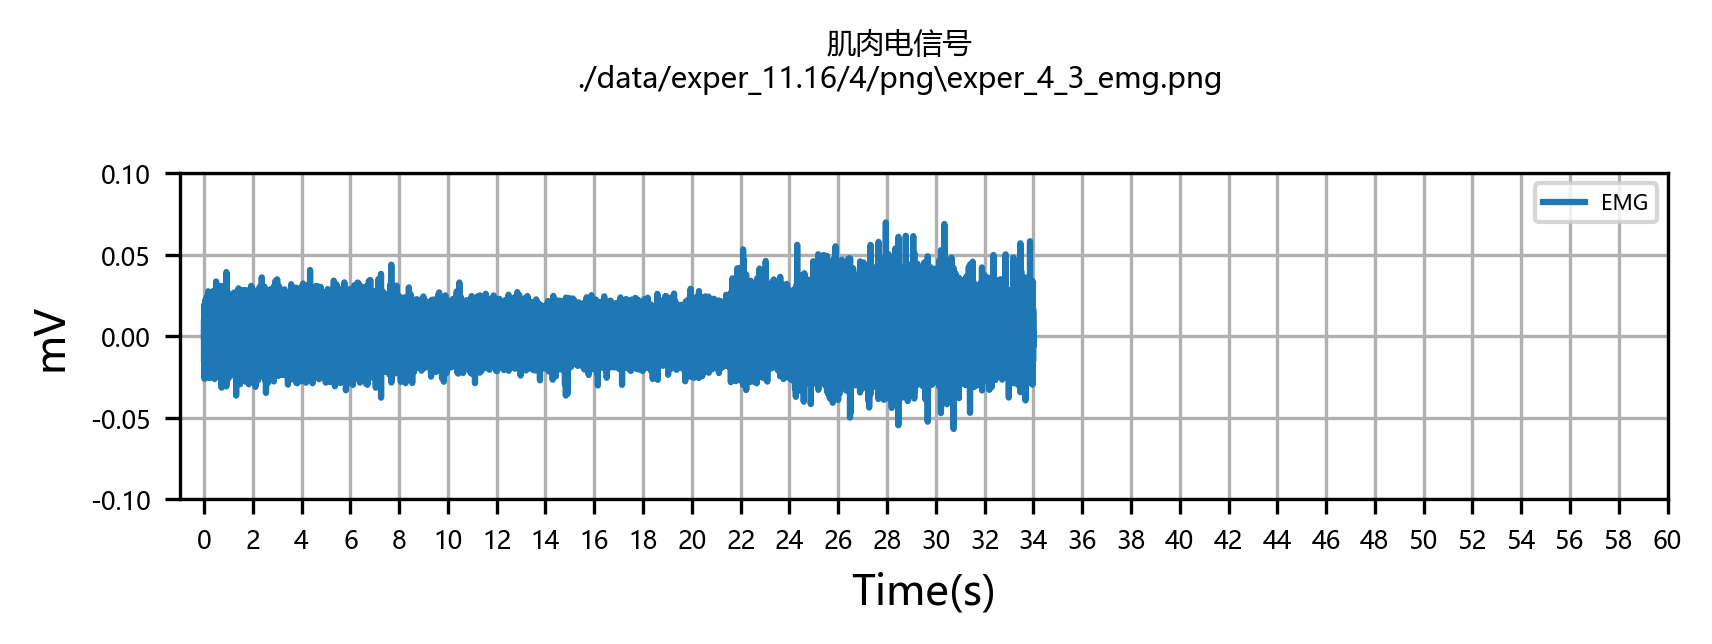 肌肉电信号
./data/exper_11.16/4/png\exper_4_3_emg.png
0.10
0.05
0.00
-0.05
-0.10
mV
EMG
0 2 4 6 8 10 12 14 16 18 20 22 24 26 28 30 32 34 36 38 40 42 44 46 48 50 52 54 56 58 60
Time(s)